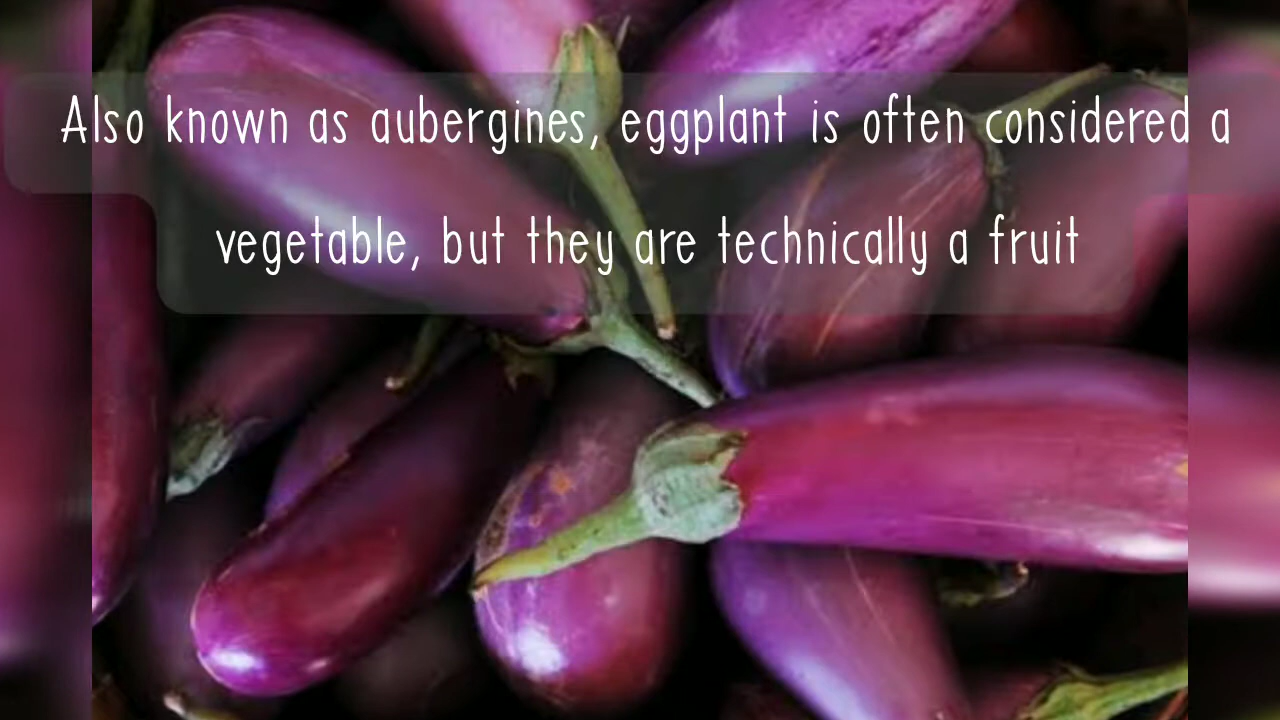 Also known as aubergines, eggplant is often considered a
vegetable, but they are technically a fruit